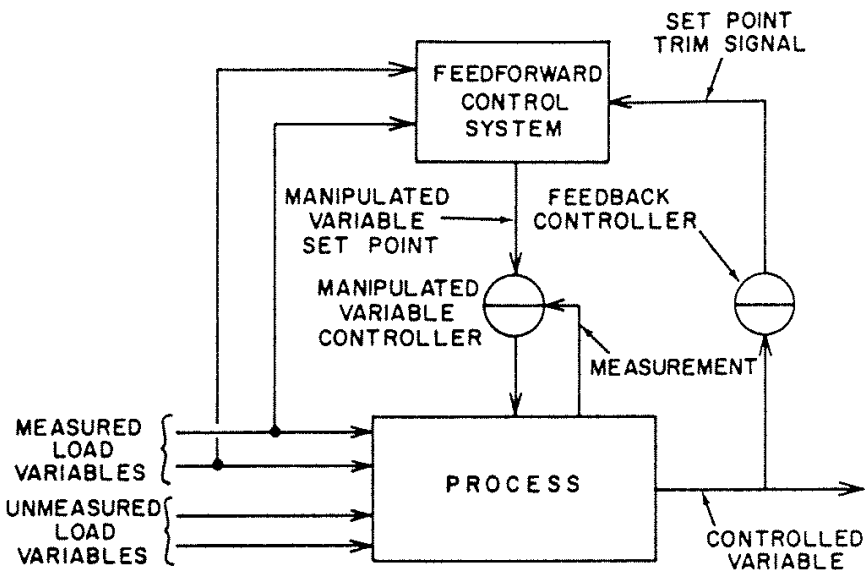 SET POINT
TRIM SIGNAL
FEEDFORWARD
CONTROL
SYSTEM
MANIPULATED
VARIABLE
SET POINT
FEEDBACK
CONTROLLER
MANIPULATED
VARIABLE
CONTROLLER
MEASUREMENT
MEASURED
LOAD
VARIABLES
PROCESS
UNMEASURED
LOAD
VARIABLES
CONTROLLED
VARIABLE